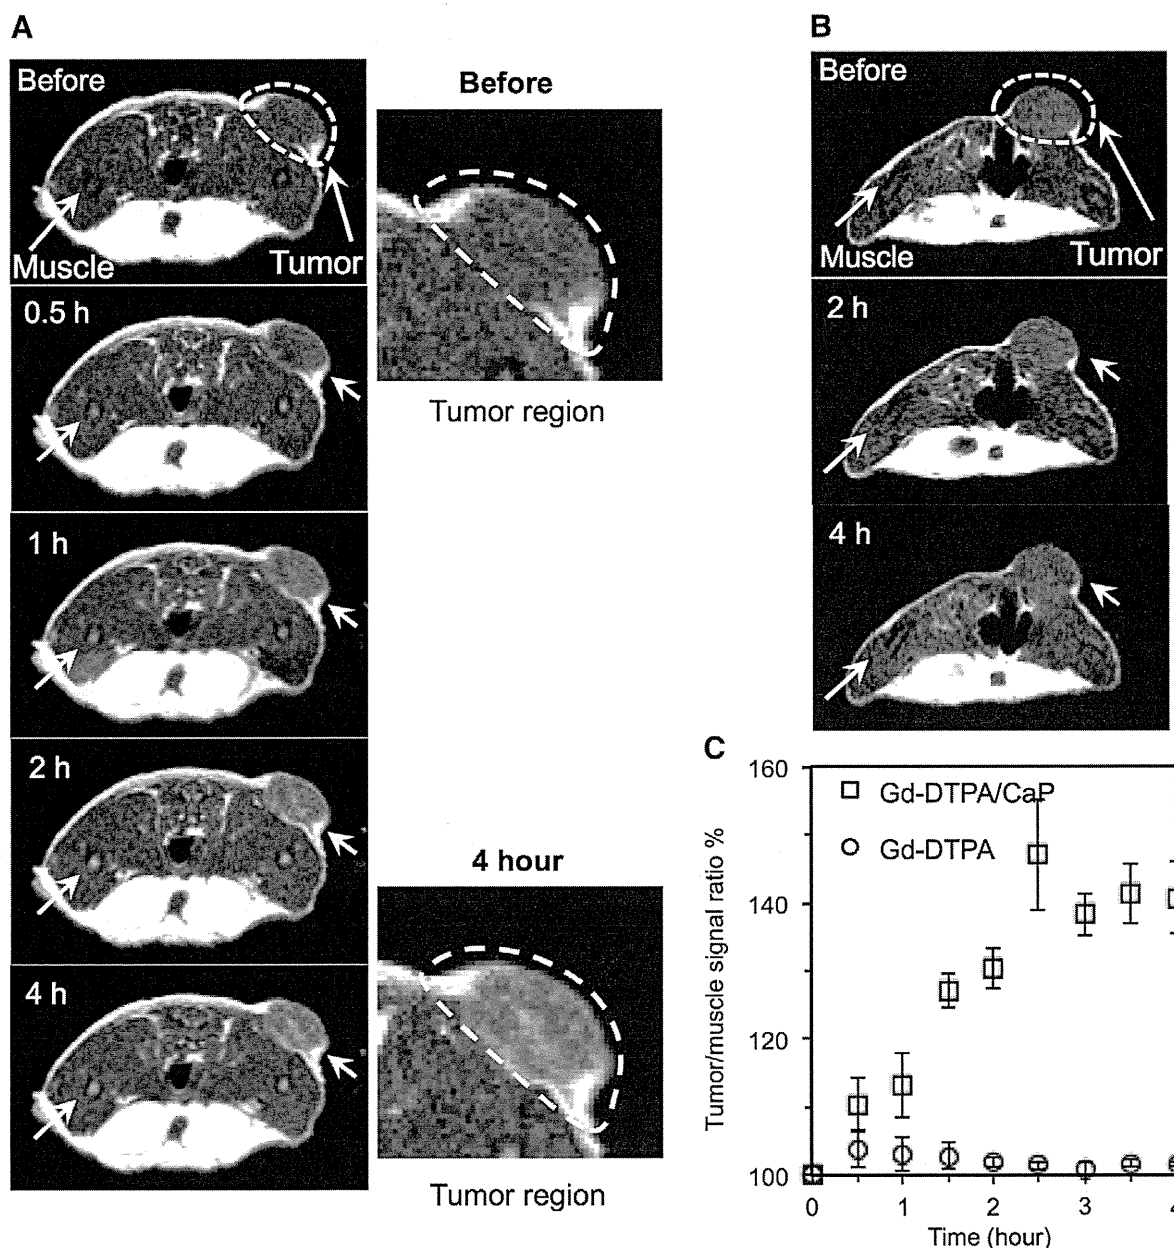 A
Before
Muscle
Tumor
0.5 h
1 h
2 h
4 h
Before
Tumor region
4 hour
Tumor region
B
Before
Muscle
Tumor
2 h
4 h
C
Tumor/muscle signal ratio %
160
140
120
100
Gd-DTPA/CaP
Gd-DTPA
0
1
2
3
4
Time (hour)